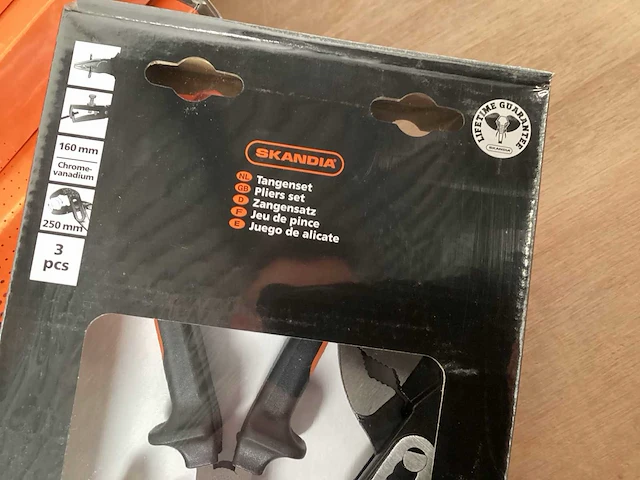 160 mm
Chrome-
vanadium
250 mm
3
pcs
SKANDIA
NL Tangenset
GB Pliers set
D Zangensatz
F Jeu de pince
E Juego de alicate
LIFETIME GUARANTEE
SKANDIA